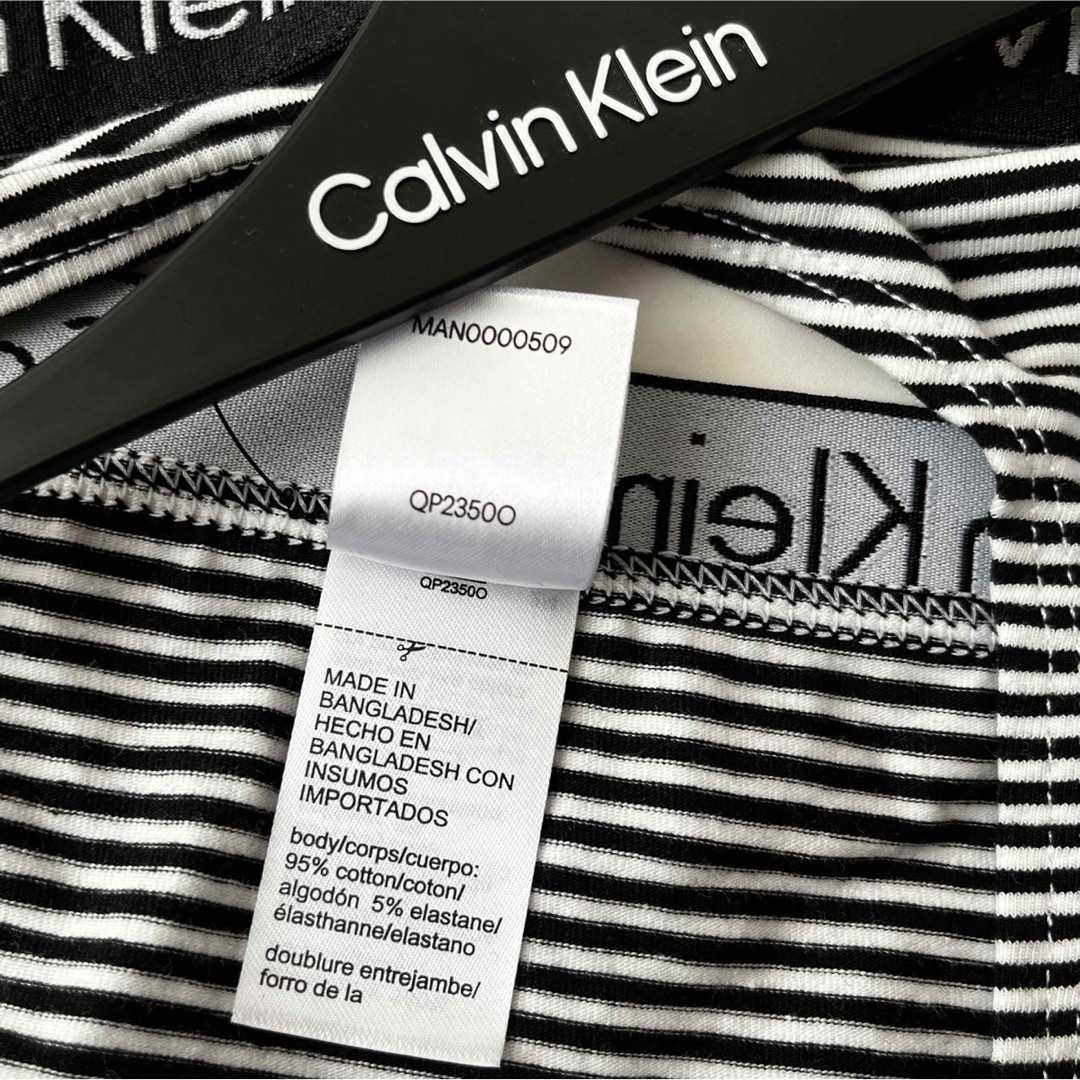 Klein
Calvin Klein
MAN0000509
QP2350O
Klein
QP2350O
MADE IN
BANGLADESH/
HECHO EN
BANGLADESH CON
INSUMOS
IMPORTADOS
body/corps/cuerpo:
95% cotton/coton/
algodón 5% elastane/
élasthanne/elastano
doublure entrejambe/
forro de la